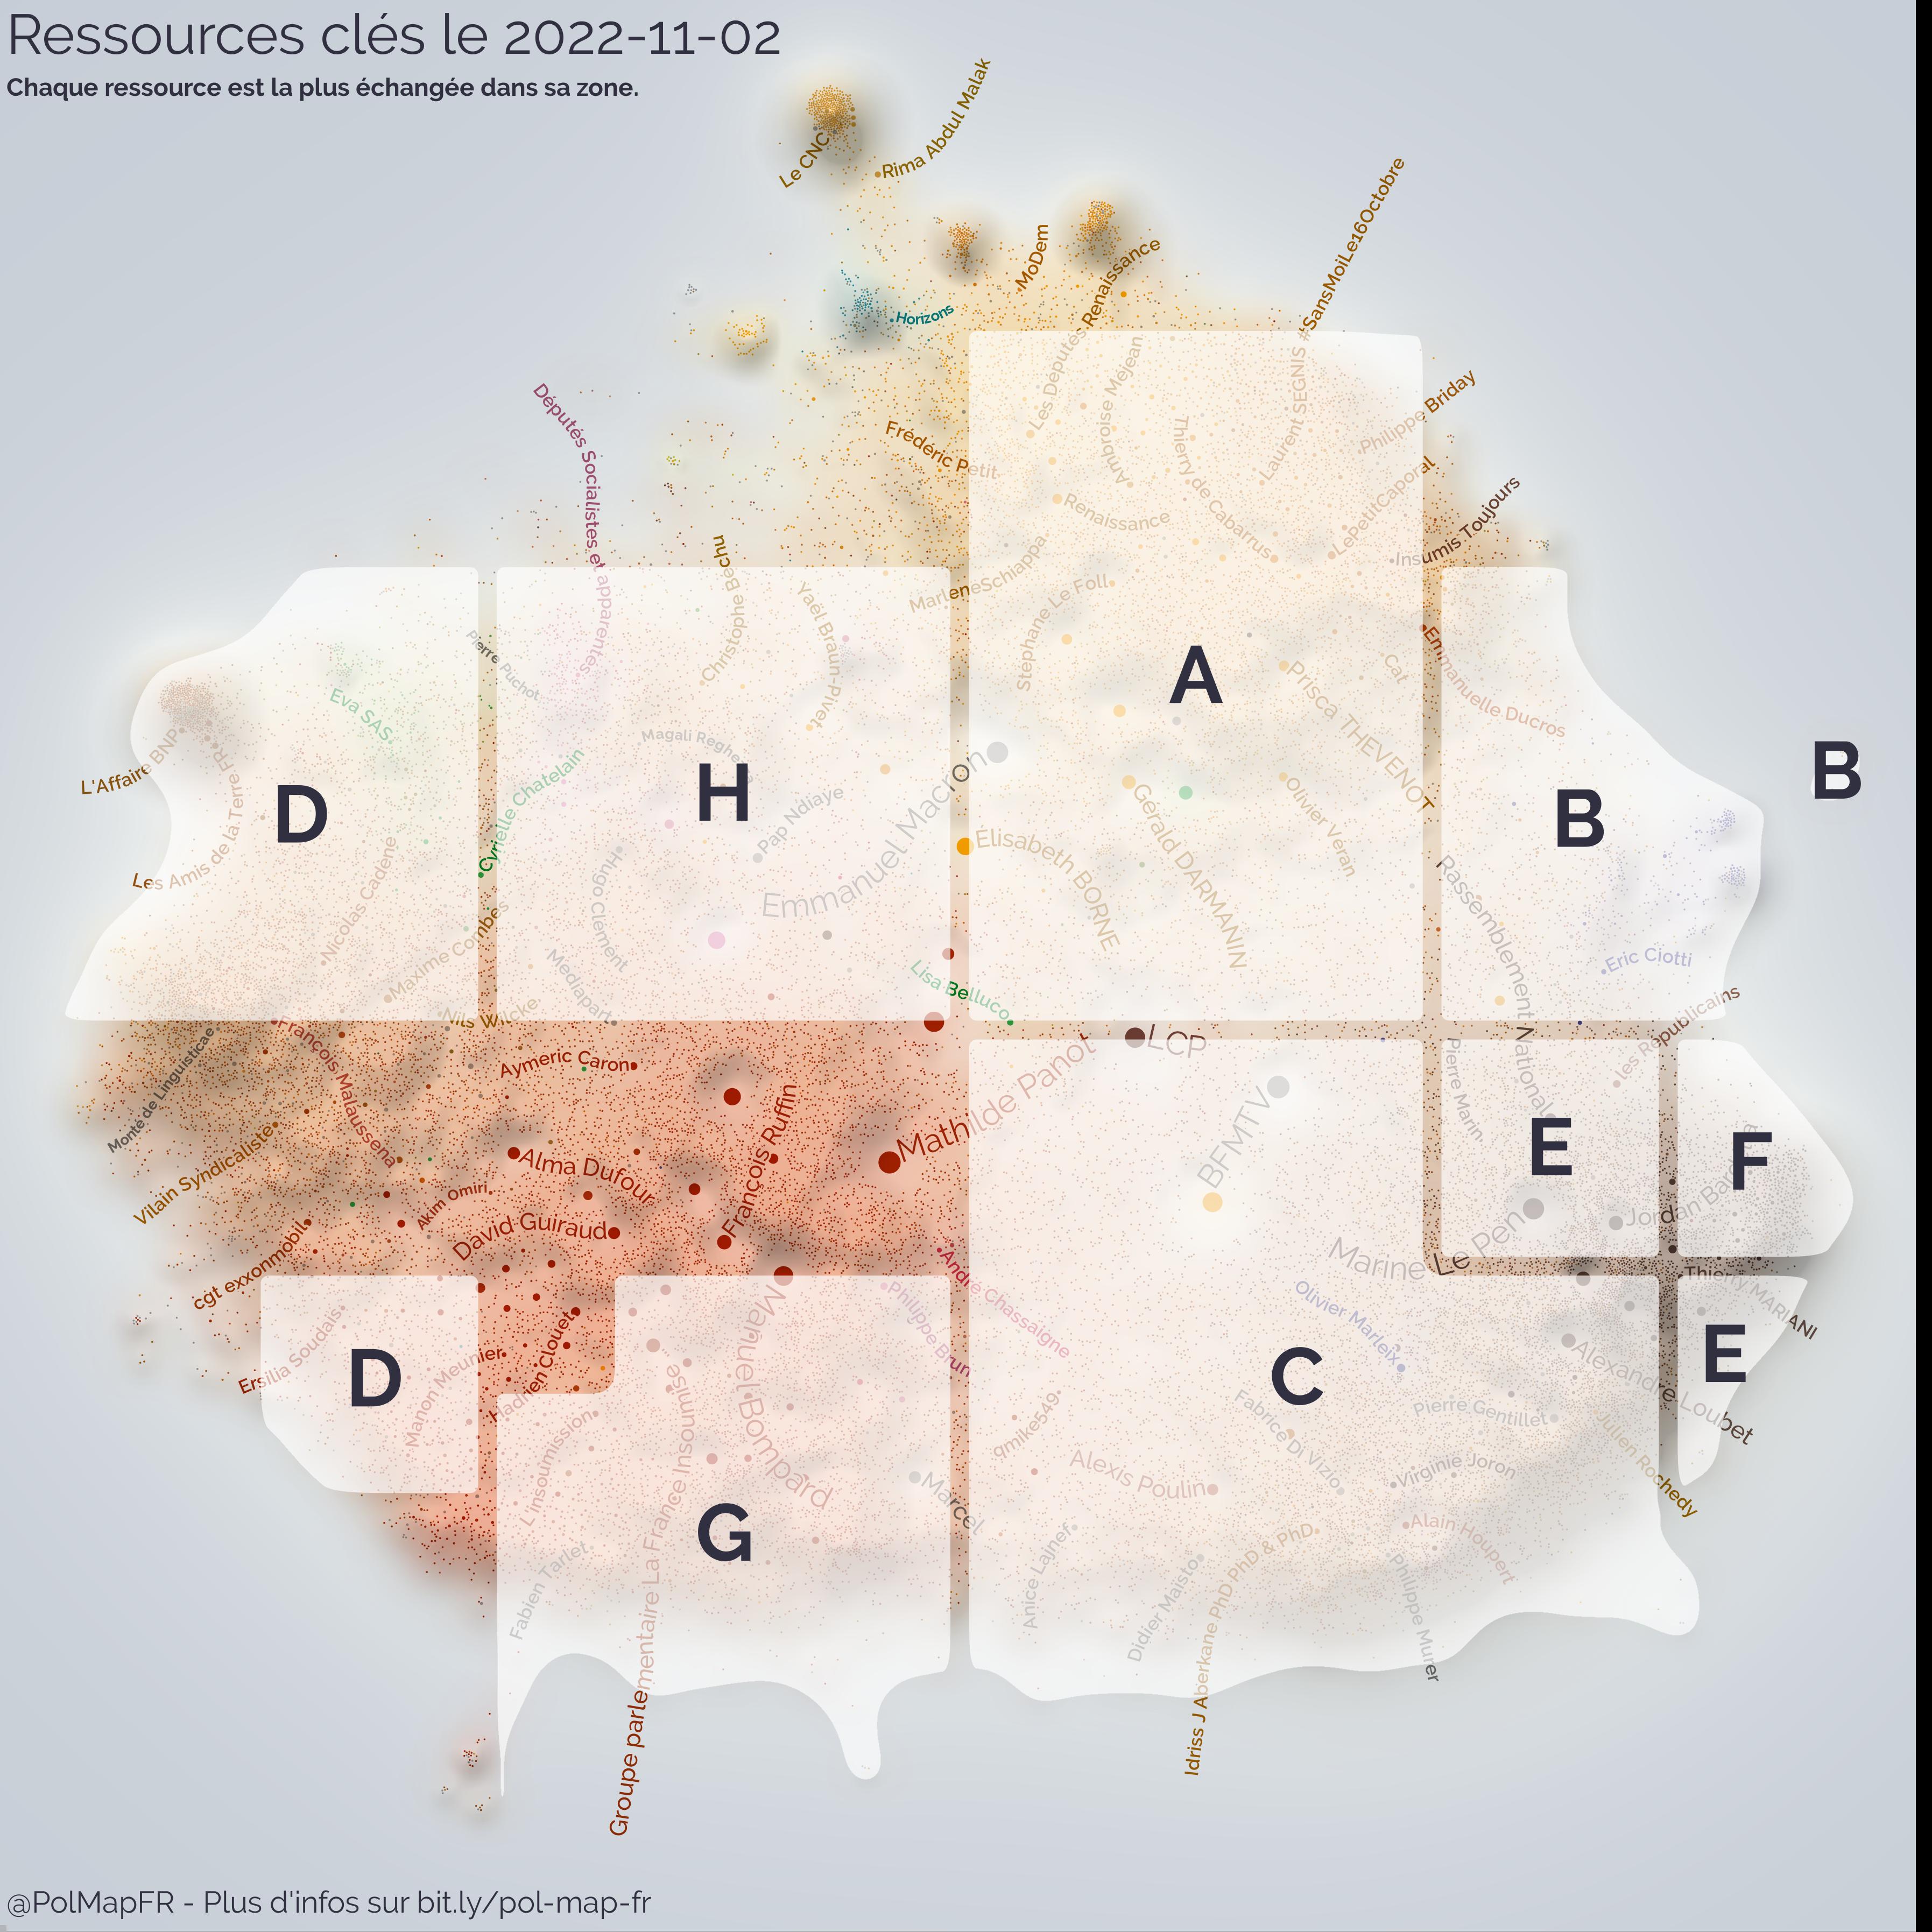 Ressources clés le 2022-11-02
Chaque ressource est la plus échangée dans sa zone.
Le CNC
Rima Abdul Malak
MoDem
Les Députés Renaissance
#SansMoiLe16Octobre
Horizons
Députés Socialistes et apparentés
Frédéric Petit
Ambroise Méjean
Thierry de Cabarrus
Laurent SEGNIS
Philippe Briday
LePetitCaporal
Renaissance
Insumis Toujours
Christophe Bechu
Yaël Braun-Pivet
MarleneSchiappa
Stéphane Le Foll
Pierre Puchot
Eva SAS
Emmanuelle Ducros
Cat
Prisca THEVENOT
A
L'Affaire BNP
Les Amis de la Terre FR
D
Cyrielle Chatelain
H
Pap Ndiaye
Emmanuel Macron
Elisabeth BORNE
Gérald DARMANIN
Olivier Veran
B
B
Rassemblement National
Eric Ciotti
les Républicains
Nicolas Cadene
Maxime Combes
Hugo Clément
Mediapart
Nils Wilcke
Lisa Belluco
LCP
Monté de Linguisticae
François Malaussena
Aymeric Caron
Mathilde Panot
BFMTV
Pierre Marin
E
F
Vilain Syndicaliste
Akim Omiri
Alma Dufour
François Ruffin
David Guiraud
cgt exxonmobil
André Chassaigne
Marine Le Pen
Jordan Bardella
Thierry MARIANI
Ersilia Soudais
D
Manon Meunier
Hadrien Clouet
Manuel Bompard
Philippe Brun
Olivier Marleix
C
Alexandre Loubet
E
L'insoumission
Groupe parlementaire La France Insoumise
G
Marcel
qmike549
Alexis Poulin
Fabrice Di Vizio
Pierre Gentillet
Virginie Joron
Julien Rochedy
Alain Houpert
Fabien Tarlet
Anice Lajnef
Didier Maisto
Idriss J Aberkane PhD PhD & PhD
Philippe Murer
@PolMapFR - Plus d'infos sur bit.ly/pol-map-fr